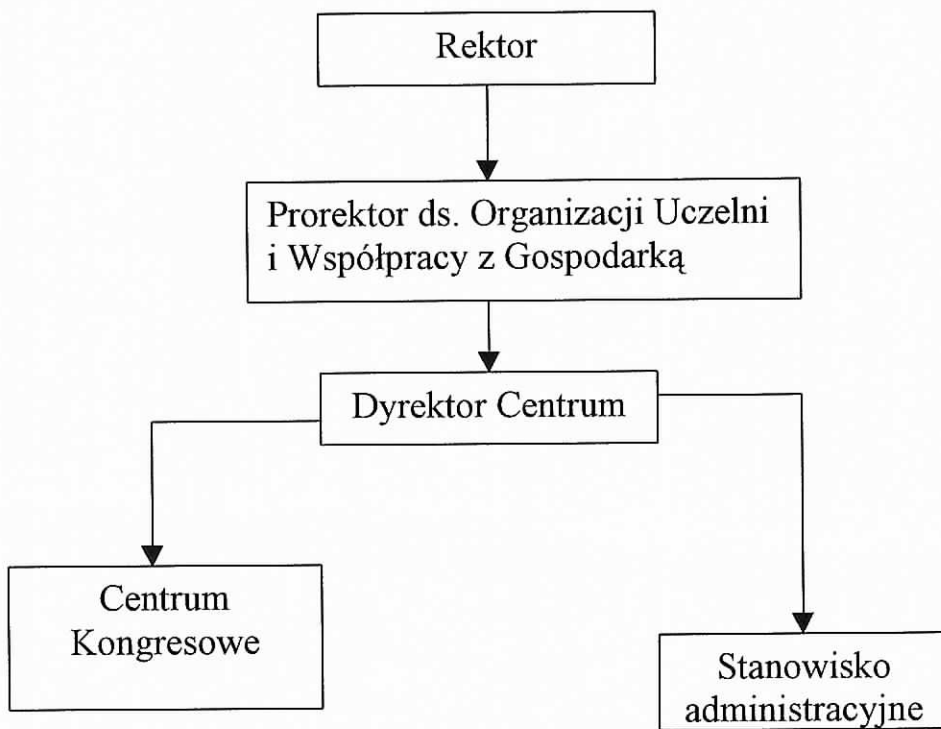 Rektor
Prorektor ds. Organizacji Uczelni
i Współpracy z Gospodarką
Dyrektor Centrum
Centrum
Kongresowe
Stanowisko
administracyjne